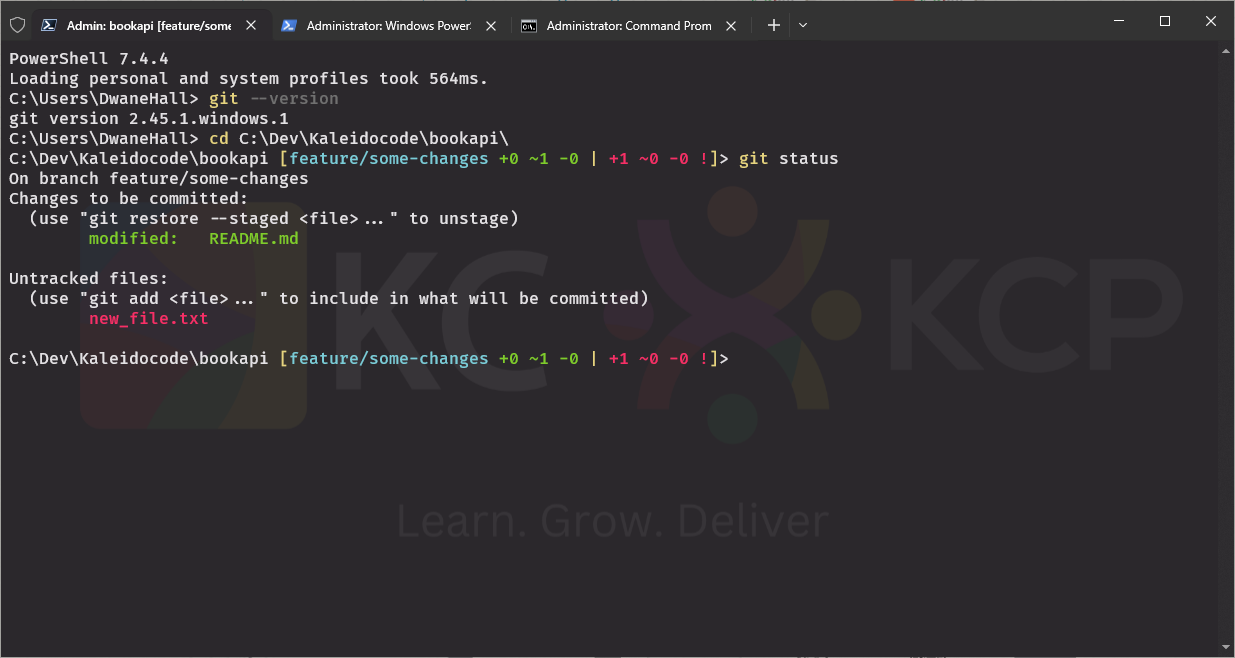 Admin: bookapi [feature/some
Administrator: Windows Power
Administrator: Command Prom
PowerShell 7.4.4
Loading personal and system profiles took 564ms.
C:\Users\DwaneHall> git --version
git version 2.45.1.windows.1
C:\Users\DwaneHall> cd C:\Dev\Kaleidocode\bookapi\
C:\Dev\Kaleidocode\bookapi [feature/some-changes +0 ~1 -0 | +1 ~0 -0 !]> git status
On branch feature/some-changes
Changes to be committed:
  (use "git restore --staged <file>..." to unstage)
        modified:   README.md

Untracked files:
  (use "git add <file>..." to include in what will be committed)
        new_file.txt

C:\Dev\Kaleidocode\bookapi [feature/some-changes +0 ~1 -0 | +1 ~0 -0 !]>
KC
KCP
Learn. Grow. Deliver